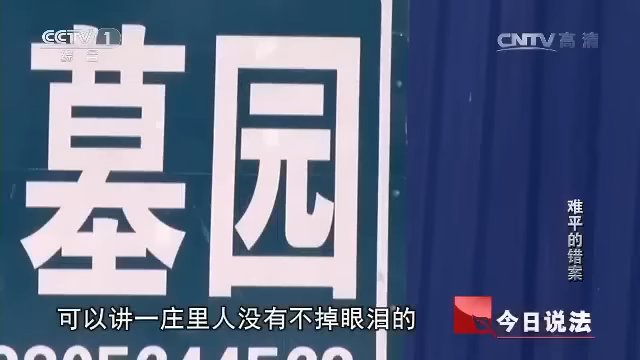 CCTV 1
综合
CNTV 高清
墓园
难平的错案
可以讲一庄里人没有不掉眼泪的
今日说法